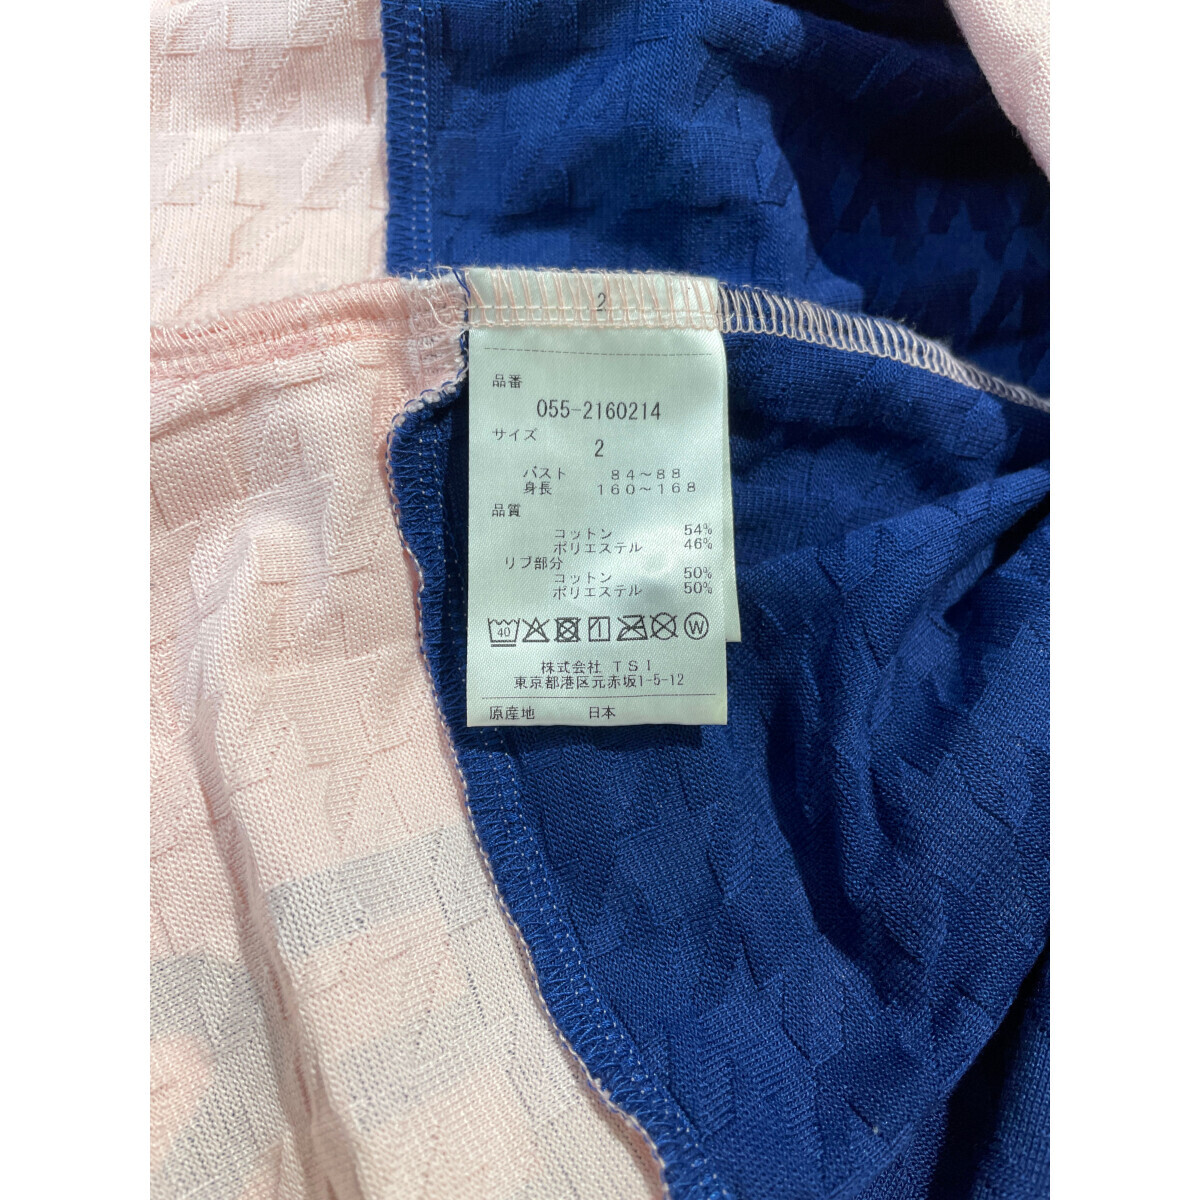 2
品番
055-2160214
サイズ
2
バスト 84~88
身長 160~168
品質
コットン 54%
ポリエステル 46%
リブ部分
コットン 50%
ポリエステル 50%
40 W
株式会社 TSI
東京都港区元赤坂1-5-12
原産地 日本